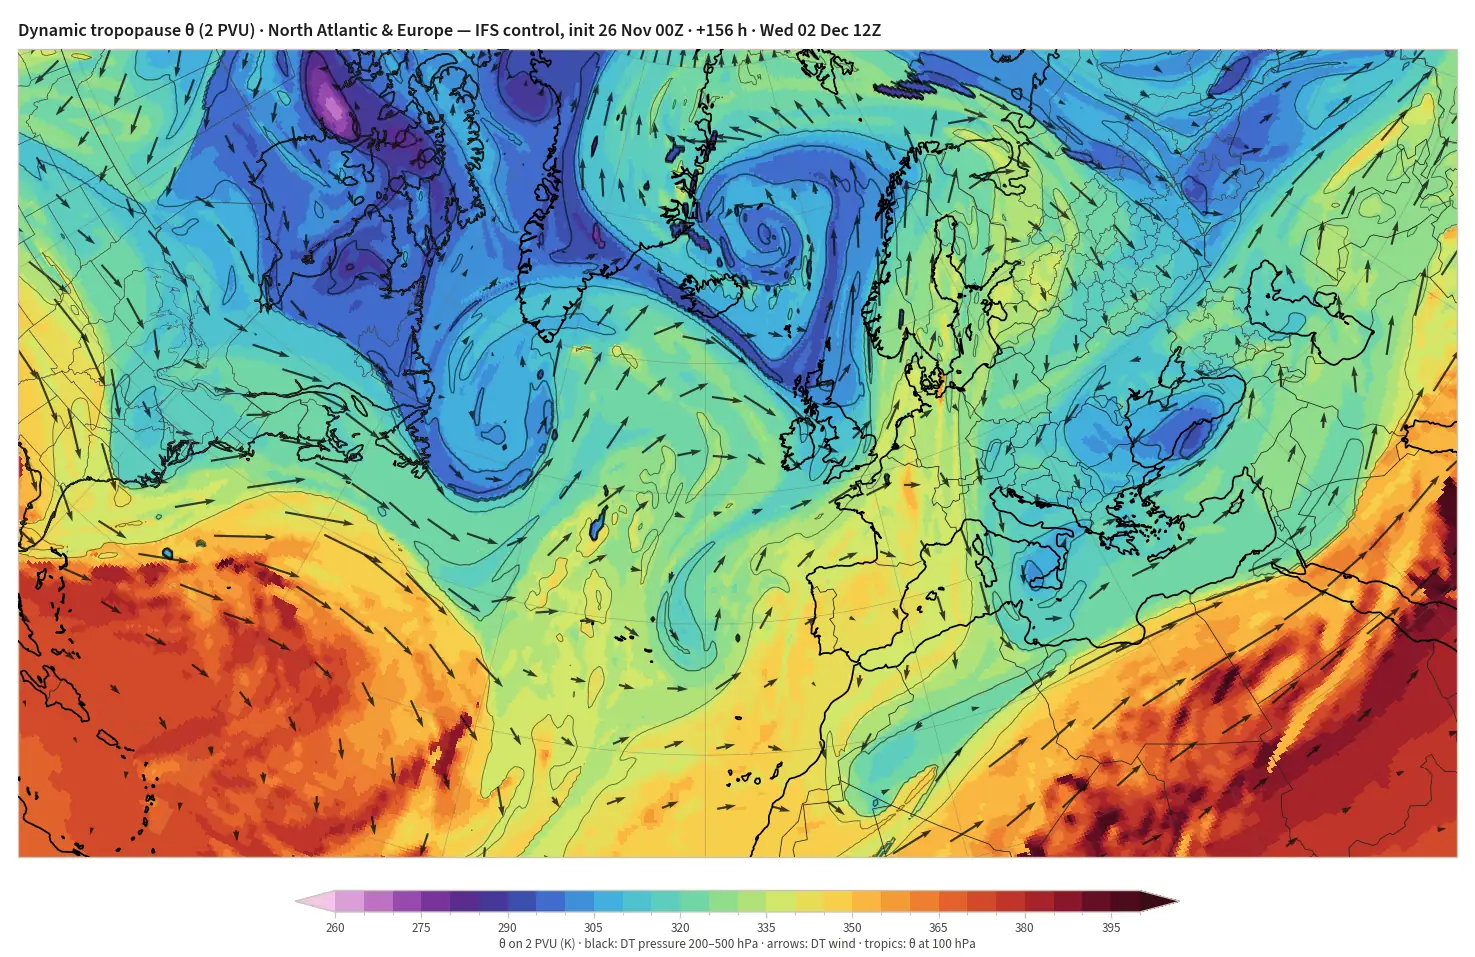 Dynamic tropopause θ (2 PVU) · North Atlantic & Europe — IFS control, init 26 Nov 00Z · +156 h · Wed 02 Dec 12Z
260 275 290 305 320 335 350 365 380 395
θ on 2 PVU (K) · black: DT pressure 200–500 hPa · arrows: DT wind · tropics: θ at 100 hPa